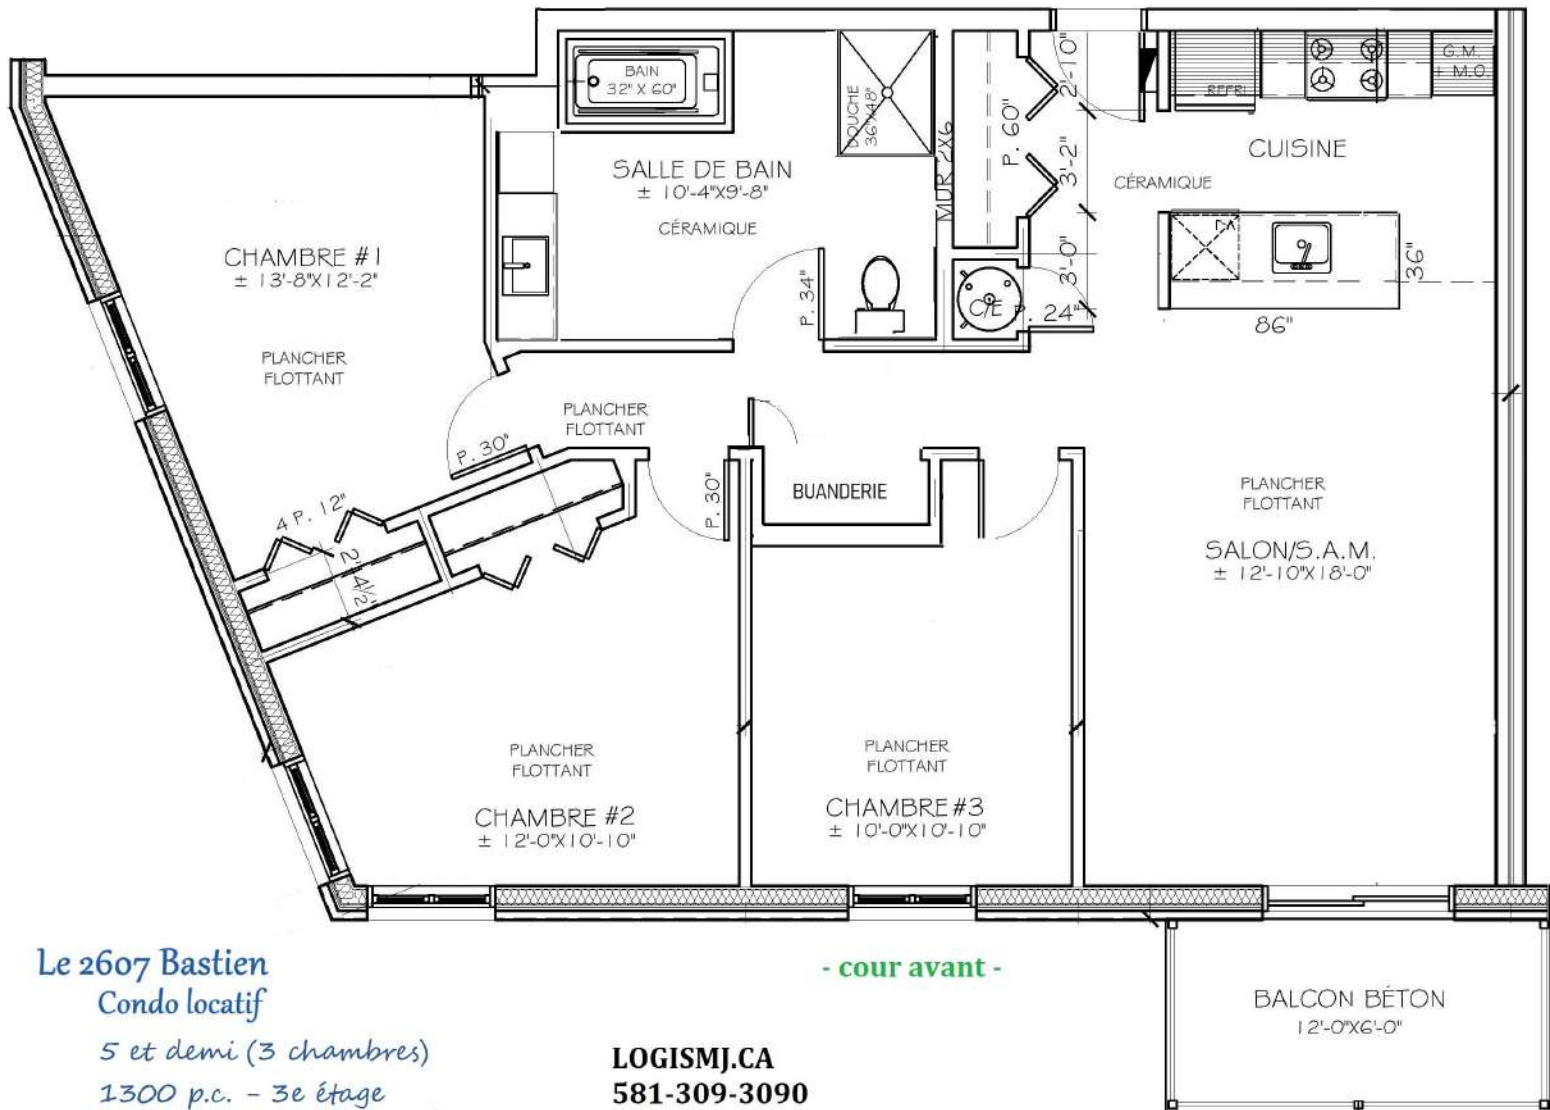 BAIN
32" X 60"
DOUCHE
36"X48"
SALLE DE BAIN
± 10'-4"X9'-8"
CÉRAMIQUE
MUR 2X6
P. 60"
2'-10"
3'-2"
3'-0"
REFRI
G.M.
+ M.O.
CUISINE
CÉRAMIQUE
36"
86"
CHAMBRE #1
± 13'-8"X12'-2"
PLANCHER
FLOTTANT
P. 34"
C/E P. 24"
PLANCHER
FLOTTANT
P. 30"
4 P. 12"
2'-4½"
P. 30"
BUANDERIE
PLANCHER
FLOTTANT
SALON/S.A.M.
± 12'-10"X18'-0"
PLANCHER
FLOTTANT
CHAMBRE #2
± 12'-0"X10'-10"
PLANCHER
FLOTTANT
CHAMBRE #3
± 10'-0"X10'-10"
Le 2607 Bastien
Condo locatif
5 et demi (3 chambres)
1300 p.c. - 3e étage
- cour avant -
LOGISMJ.CA
581-309-3090
BALCON BÉTON
12'-0"X6'-0"